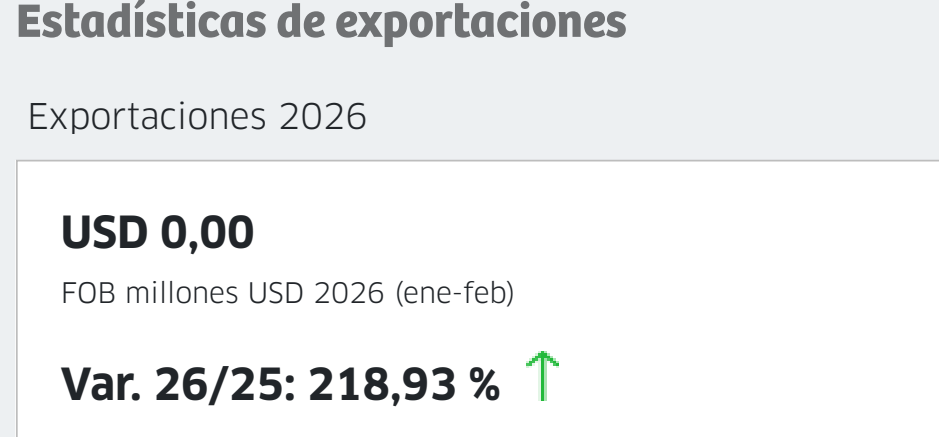 Estadísticas de exportaciones
Exportaciones 2026
USD 0,00
FOB millones USD 2026 (ene-feb)
Var. 26/25: 218,93 %